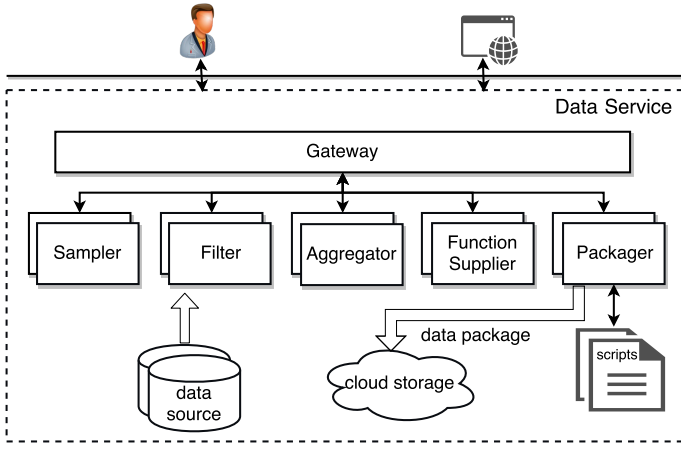 Data Service
Gateway
Sampler
Filter
Aggregator
Function
Supplier
Packager
data package
scripts
cloud storage
data
source